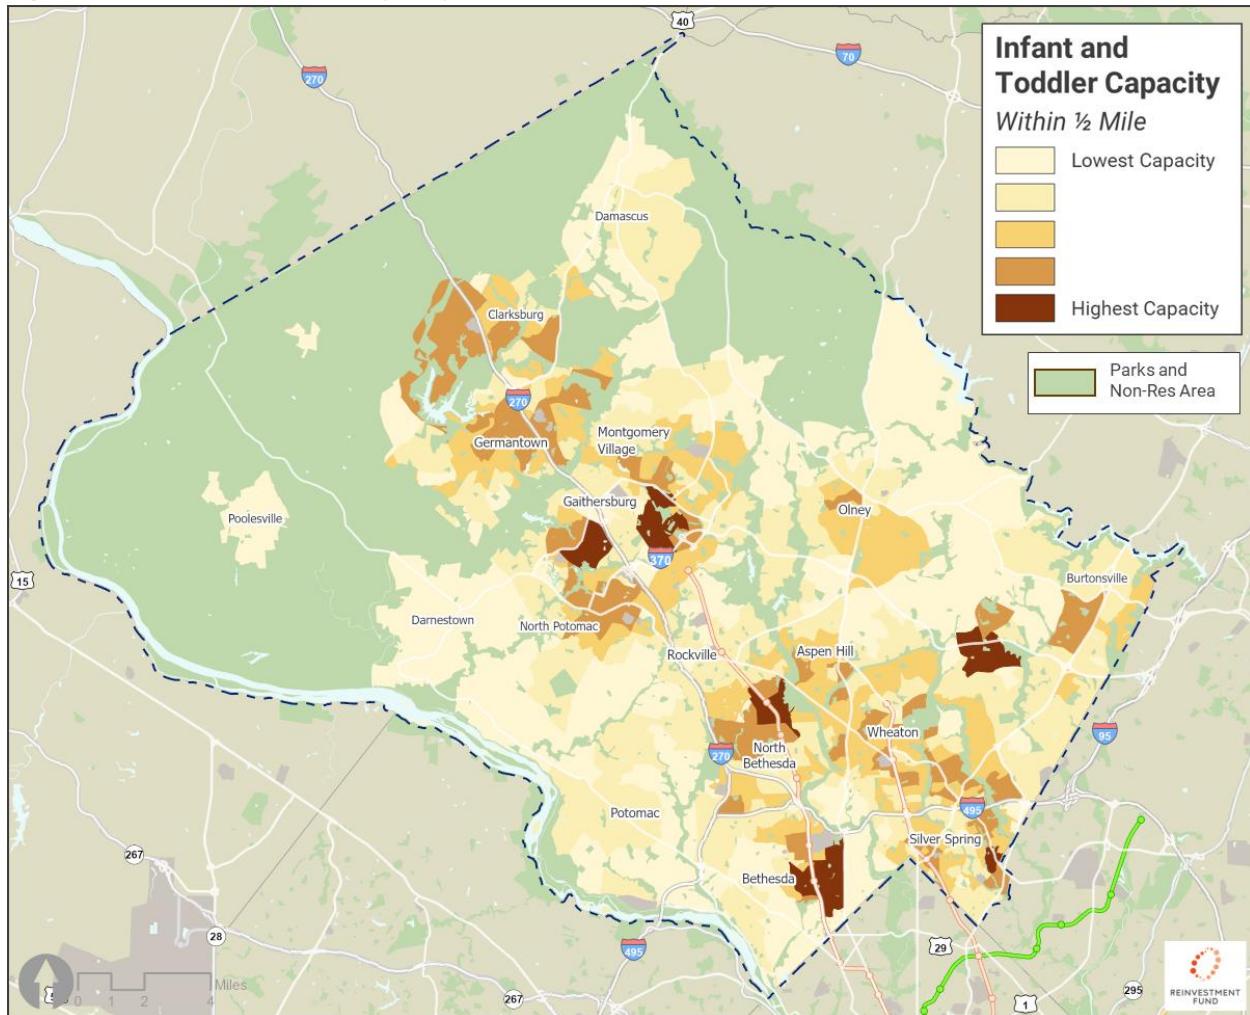 Infant and
Toddler Capacity
Within ½ Mile
Lowest Capacity
Highest Capacity
Parks and
Non-Res Area
40
270
70
Damascus
Clarksburg
270
Germantown
Montgomery
Village
Gaithersburg
Olney
Poolesville
370
15
Burtonsville
Darnestown
North Potomac
Rockville
Aspen Hill
Wheaton
95
270
North
Bethesda
Potomac
495
Silver Spring
267
Bethesda
28
29
495
Miles
0 1 2 4
267
1
295
REINVESTMENT
FUND